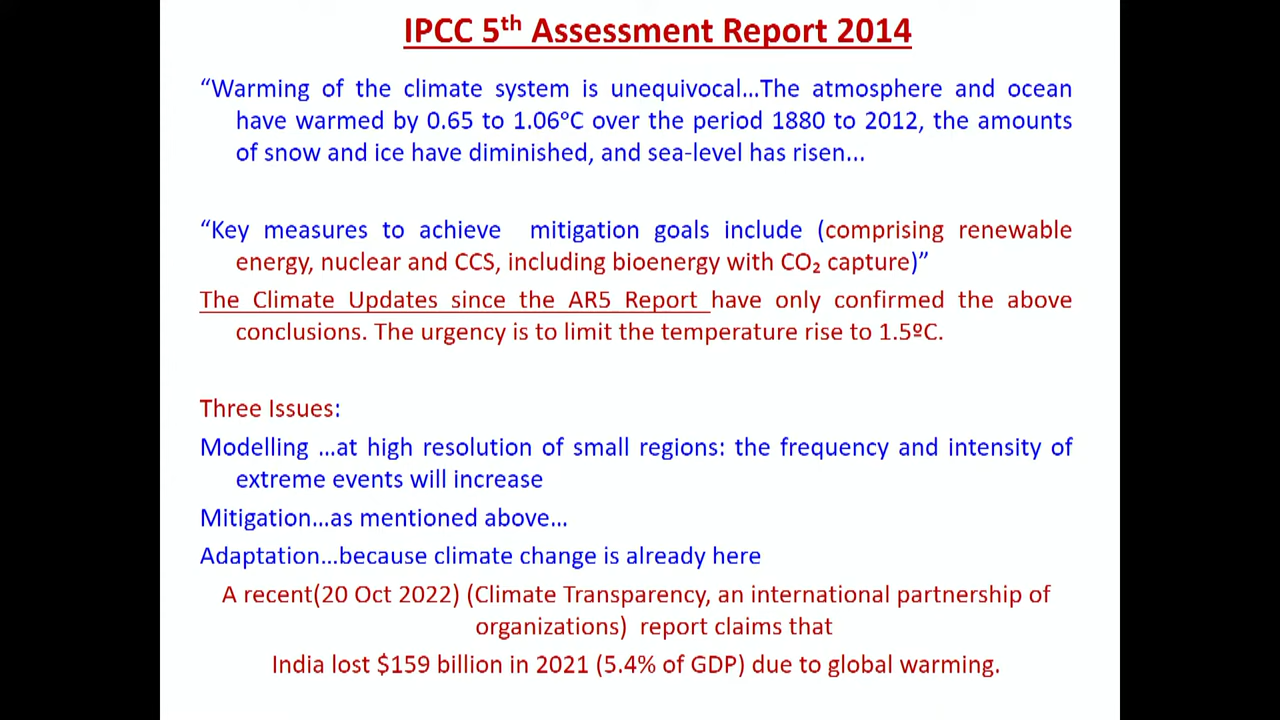 IPCC 5th Assessment Report 2014
“Warming of the climate system is unequivocal...The atmosphere and ocean
have warmed by 0.65 to 1.06°C over the period 1880 to 2012, the amounts
of snow and ice have diminished, and sea-level has risen...
“Key measures to achieve mitigation goals include (comprising renewable
energy, nuclear and CCS, including bioenergy with CO₂ capture)”
The Climate Updates since the AR5 Report have only confirmed the above
conclusions. The urgency is to limit the temperature rise to 1.5ºC.
Three Issues:
Modelling ...at high resolution of small regions: the frequency and intensity of
extreme events will increase
Mitigation...as mentioned above...
Adaptation...because climate change is already here
A recent(20 Oct 2022) (Climate Transparency, an international partnership of
organizations) report claims that
India lost $159 billion in 2021 (5.4% of GDP) due to global warming.